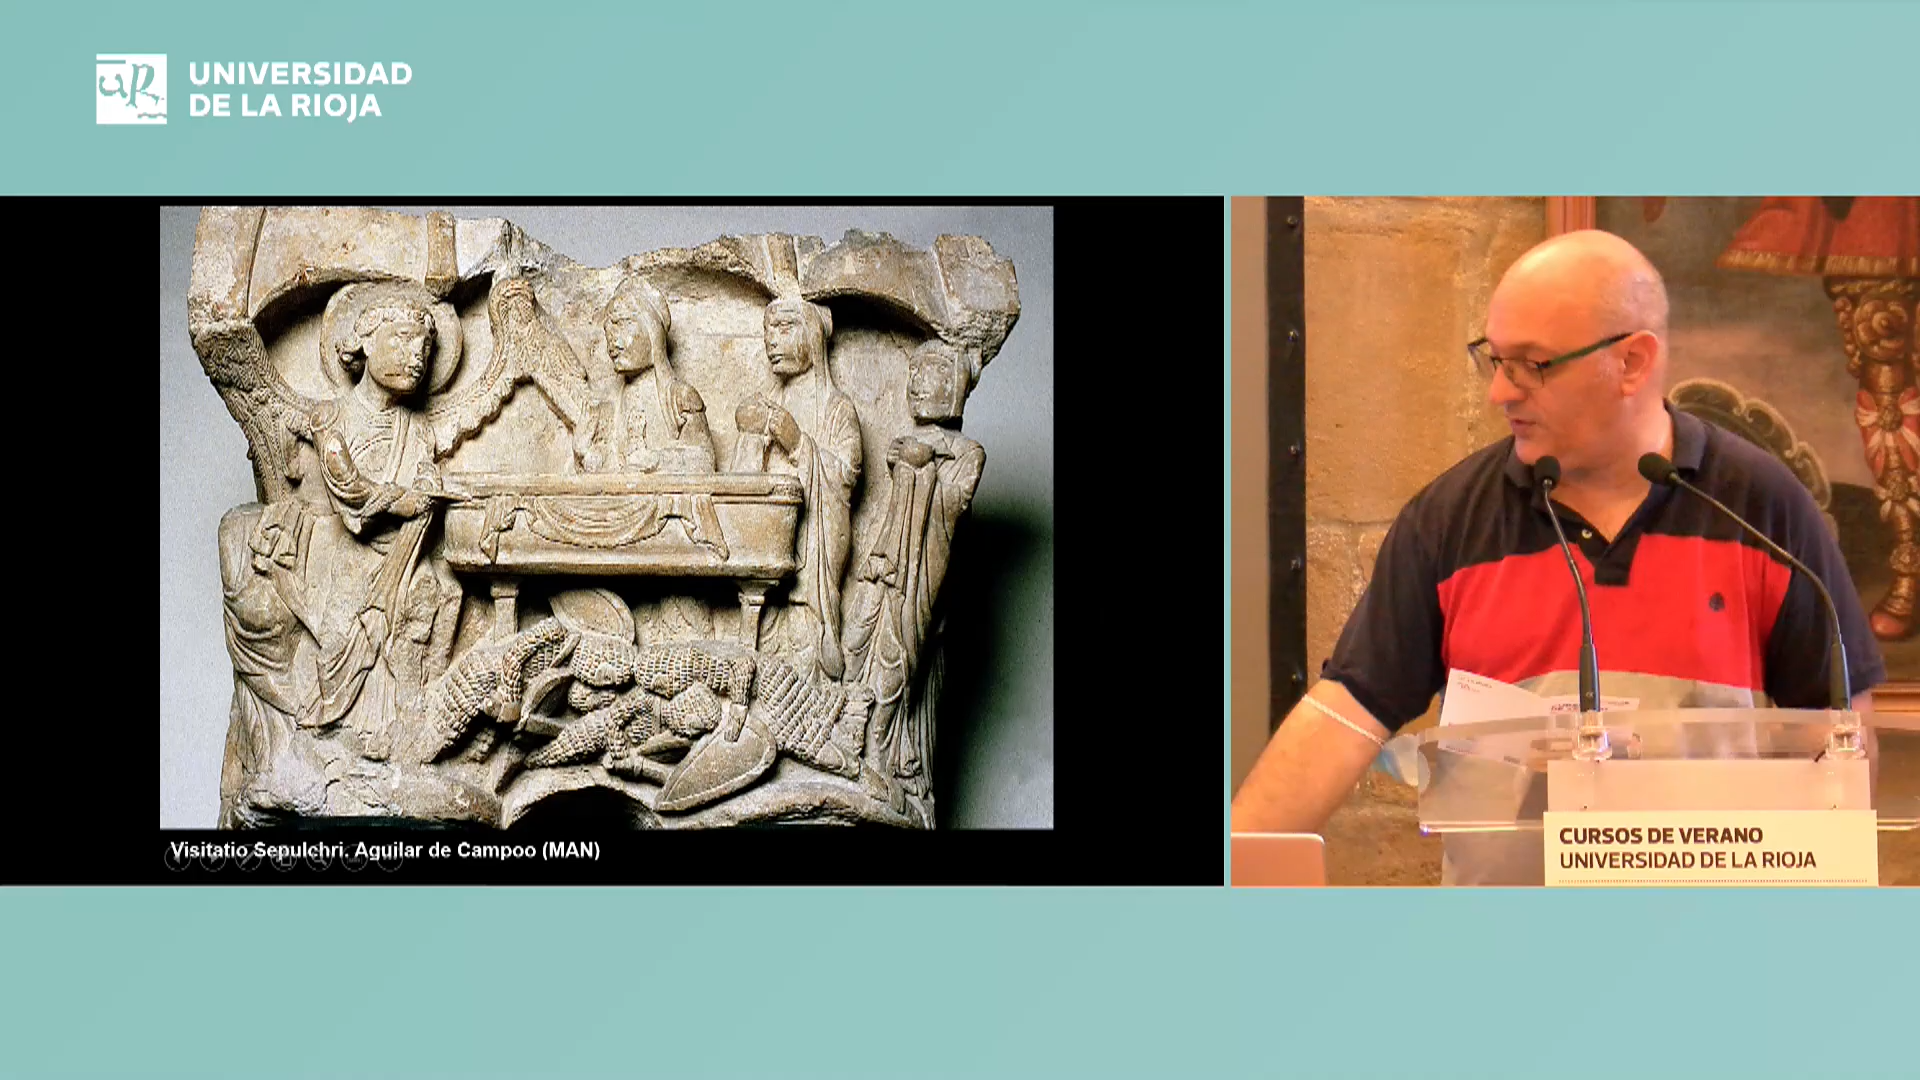 UNIVERSIDAD
DE LA RIOJA
Visitatio Sepulchri. Aguilar de Campoo (MAN)
CURSOS DE VERANO
UNIVERSIDAD DE LA RIOJA